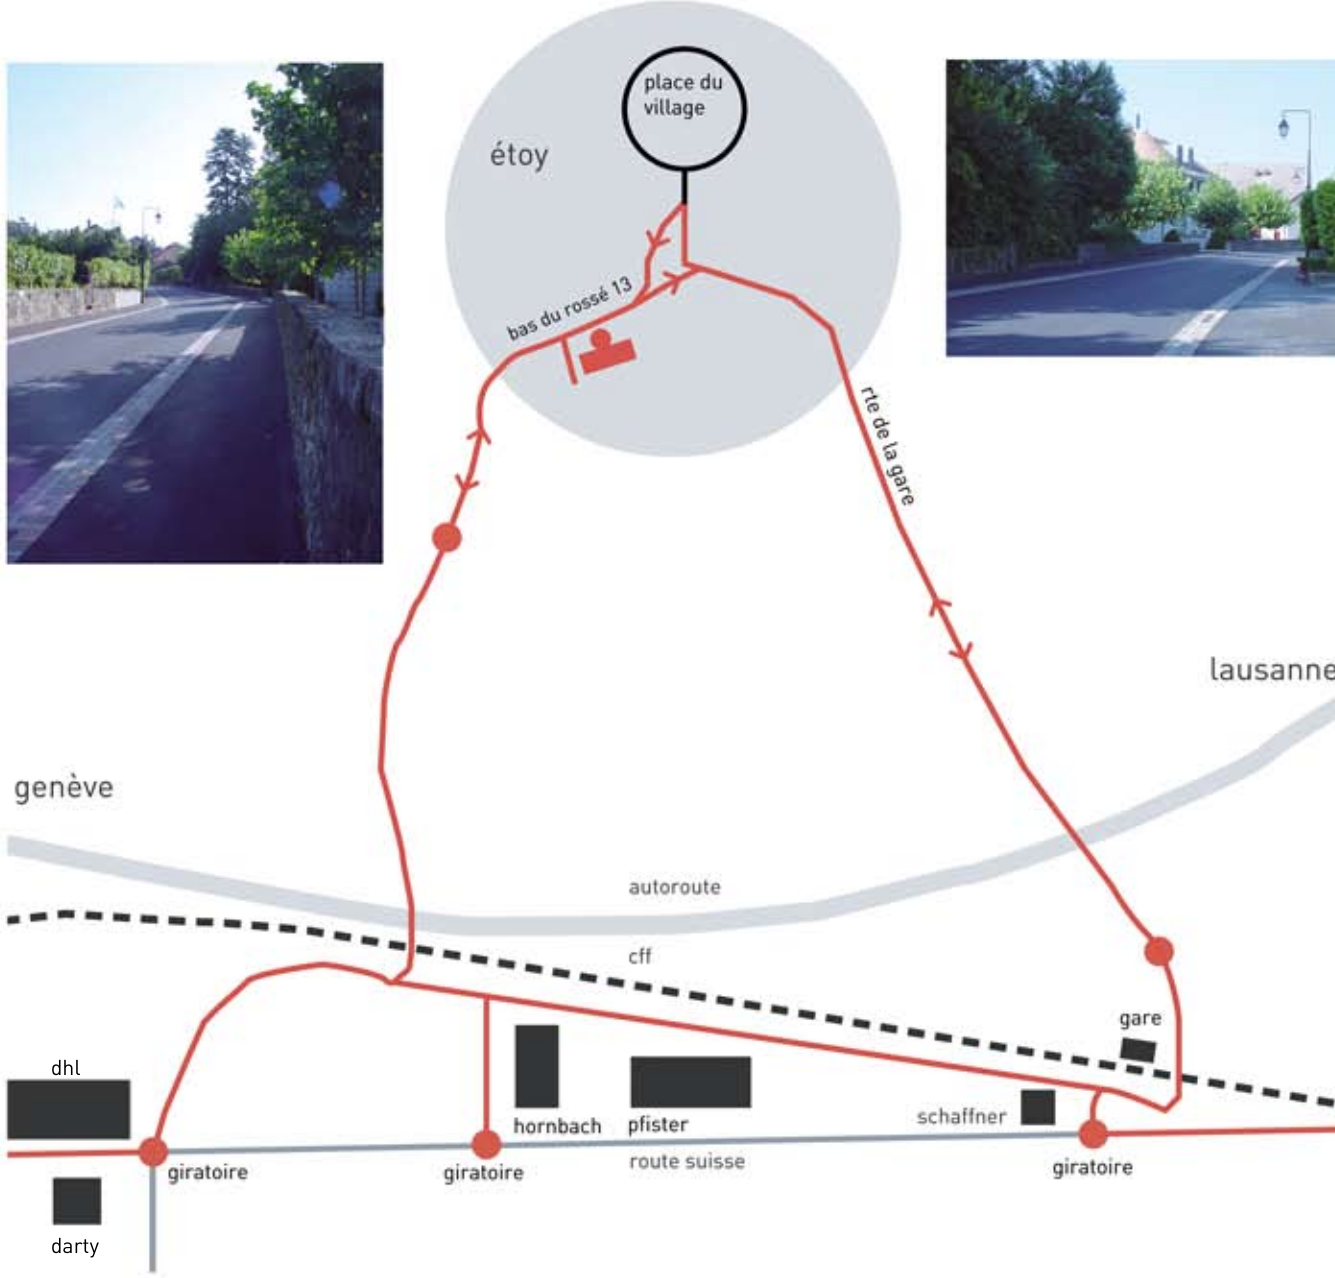 place du
village
étoy
bas du rossé 13
rte de la gare
lausanne
genève
autoroute
cff
gare
dhl
schaffner
hornbach
pfister
route suisse
giratoire
giratoire
giratoire
darty